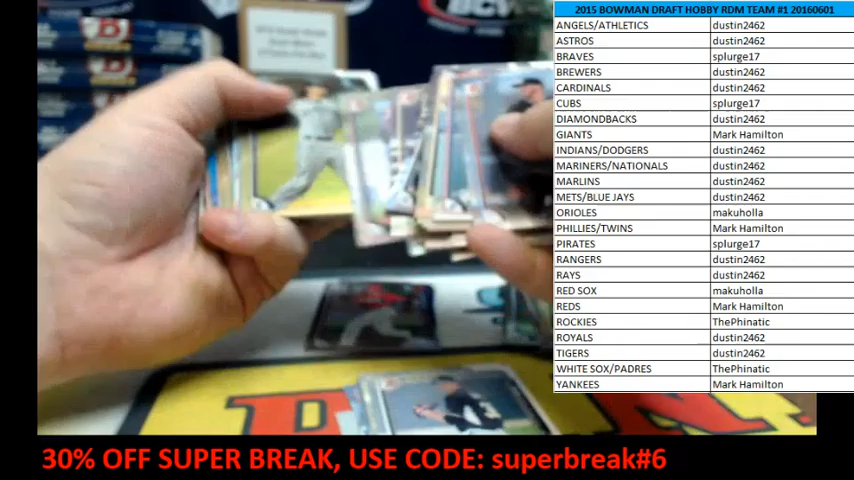 2015 BOWMAN DRAFT HOBBY RDM TEAM #1 20160601
ANGELS/ATHLETICS dustin2462
ASTROS dustin2462
BRAVES splurge17
BREWERS dustin2462
CARDINALS dustin2462
CUBS splurge17
DIAMONDBACKS dustin2462
GIANTS Mark Hamilton
INDIANS/DODGERS dustin2462
MARINERS/NATIONALS dustin2462
MARLINS dustin2462
METS/BLUE JAYS dustin2462
ORIOLES makuholla
PHILLIES/TWINS Mark Hamilton
PIRATES splurge17
RANGERS dustin2462
RAYS dustin2462
RED SOX makuholla
REDS Mark Hamilton
ROCKIES ThePhinatic
ROYALS dustin2462
TIGERS dustin2462
WHITE SOX/PADRES ThePhinatic
YANKEES Mark Hamilton
30% OFF SUPER BREAK, USE CODE: superbreak#6